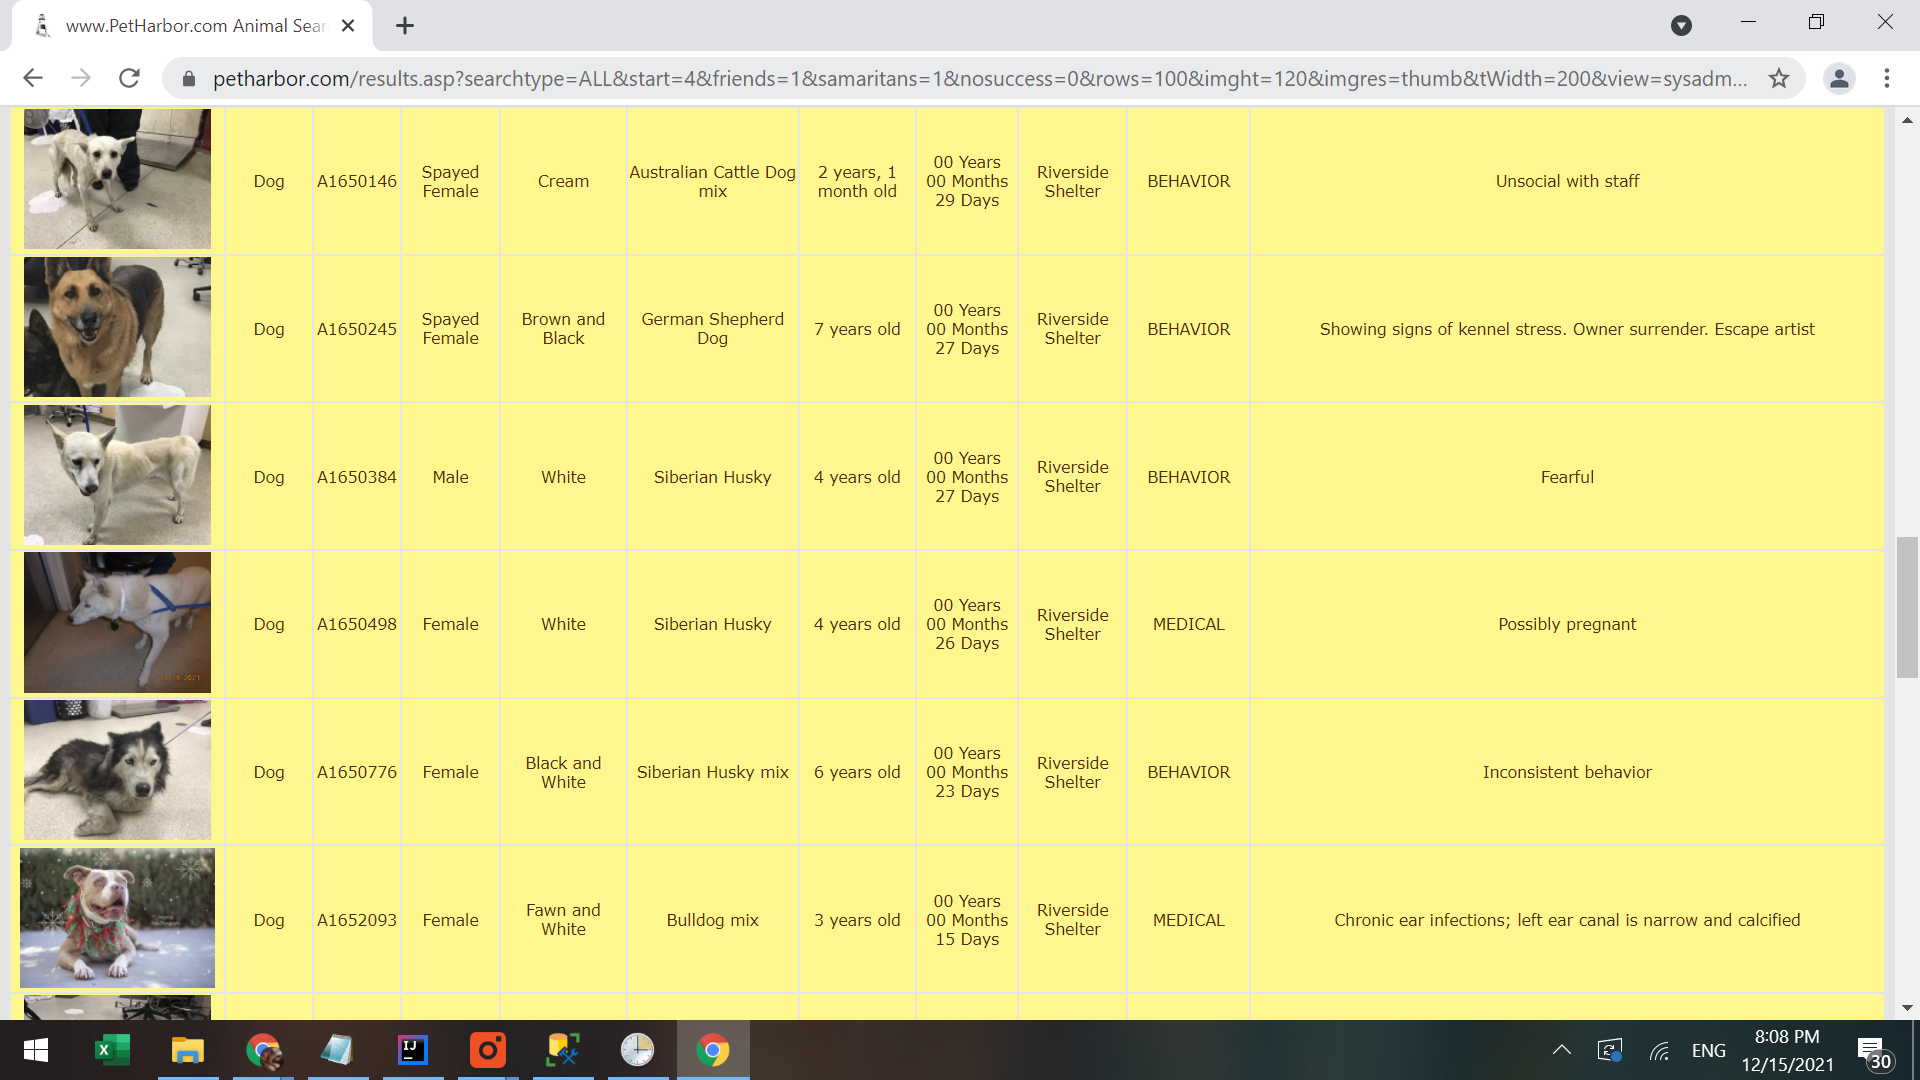 www.PetHarbor.com Animal Sear
petharbor.com/results.asp?searchtype=ALL&start=4&friends=1&samaritans=1&nosuccess=0&rows=100&imght=120&imgres=thumb&tWidth=200&view=sysadm...
Dog
A1650146
Spayed
Female
Cream
Australian Cattle Dog
mix
2 years, 1
month old
00 Years
00 Months
29 Days
Riverside
Shelter
BEHAVIOR
Unsocial with staff
Dog
A1650245
Spayed
Female
Brown and
Black
German Shepherd
Dog
7 years old
00 Years
00 Months
27 Days
Riverside
Shelter
BEHAVIOR
Showing signs of kennel stress. Owner surrender. Escape artist
Dog
A1650384
Male
White
Siberian Husky
4 years old
00 Years
00 Months
27 Days
Riverside
Shelter
BEHAVIOR
Fearful
Dog
A1650498
Female
White
Siberian Husky
4 years old
00 Years
00 Months
26 Days
Riverside
Shelter
MEDICAL
Possibly pregnant
Dog
A1650776
Female
Black and
White
Siberian Husky mix
6 years old
00 Years
00 Months
23 Days
Riverside
Shelter
BEHAVIOR
Inconsistent behavior
Dog
A1652093
Female
Fawn and
White
Bulldog mix
3 years old
00 Years
00 Months
15 Days
Riverside
Shelter
MEDICAL
Chronic ear infections; left ear canal is narrow and calcified
IJ
ENG
8:08 PM
12/15/2021
30